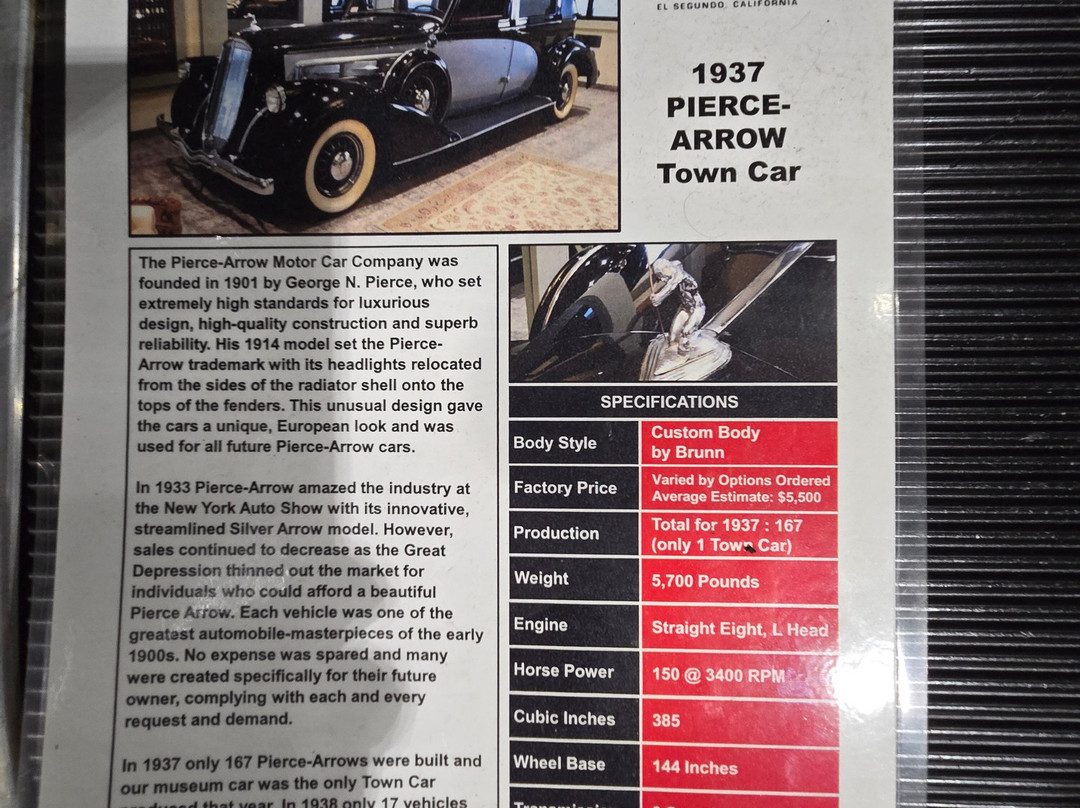 EL SEGUNDO, CALIFORNIA
1937
PIERCE-
ARROW
Town Car
The Pierce-Arrow Motor Car Company was
founded in 1901 by George N. Pierce, who set
extremely high standards for luxurious
design, high-quality construction and superb
reliability. His 1914 model set the Pierce-
Arrow trademark with its headlights relocated
from the sides of the radiator shell onto the
tops of the fenders. This unusual design gave
the cars a unique, European look and was
used for all future Pierce-Arrow cars.
In 1933 Pierce-Arrow amazed the industry at
the New York Auto Show with its innovative,
streamlined Silver Arrow model. However,
sales continued to decrease as the Great
Depression thinned out the market for
individuals who could afford a beautiful
Pierce Arrow. Each vehicle was one of the
greatest automobile-masterpieces of the early
1900s. No expense was spared and many
were created specifically for their future
owner, complying with each and every
request and demand.
In 1937 only 167 Pierce-Arrows were built and
our museum car was the only Town Car
produced that year. In 1938 only 17 vehicles
SPECIFICATIONS
Body Style
Custom Body
by Brunn
Factory Price
Varied by Options Ordered
Average Estimate: $5,500
Production
Total for 1937 : 167
(only 1 Town Car)
Weight
5,700 Pounds
Engine
Straight Eight, L Head
Horse Power
150 @ 3400 RPM
Cubic Inches
385
Wheel Base
144 Inches